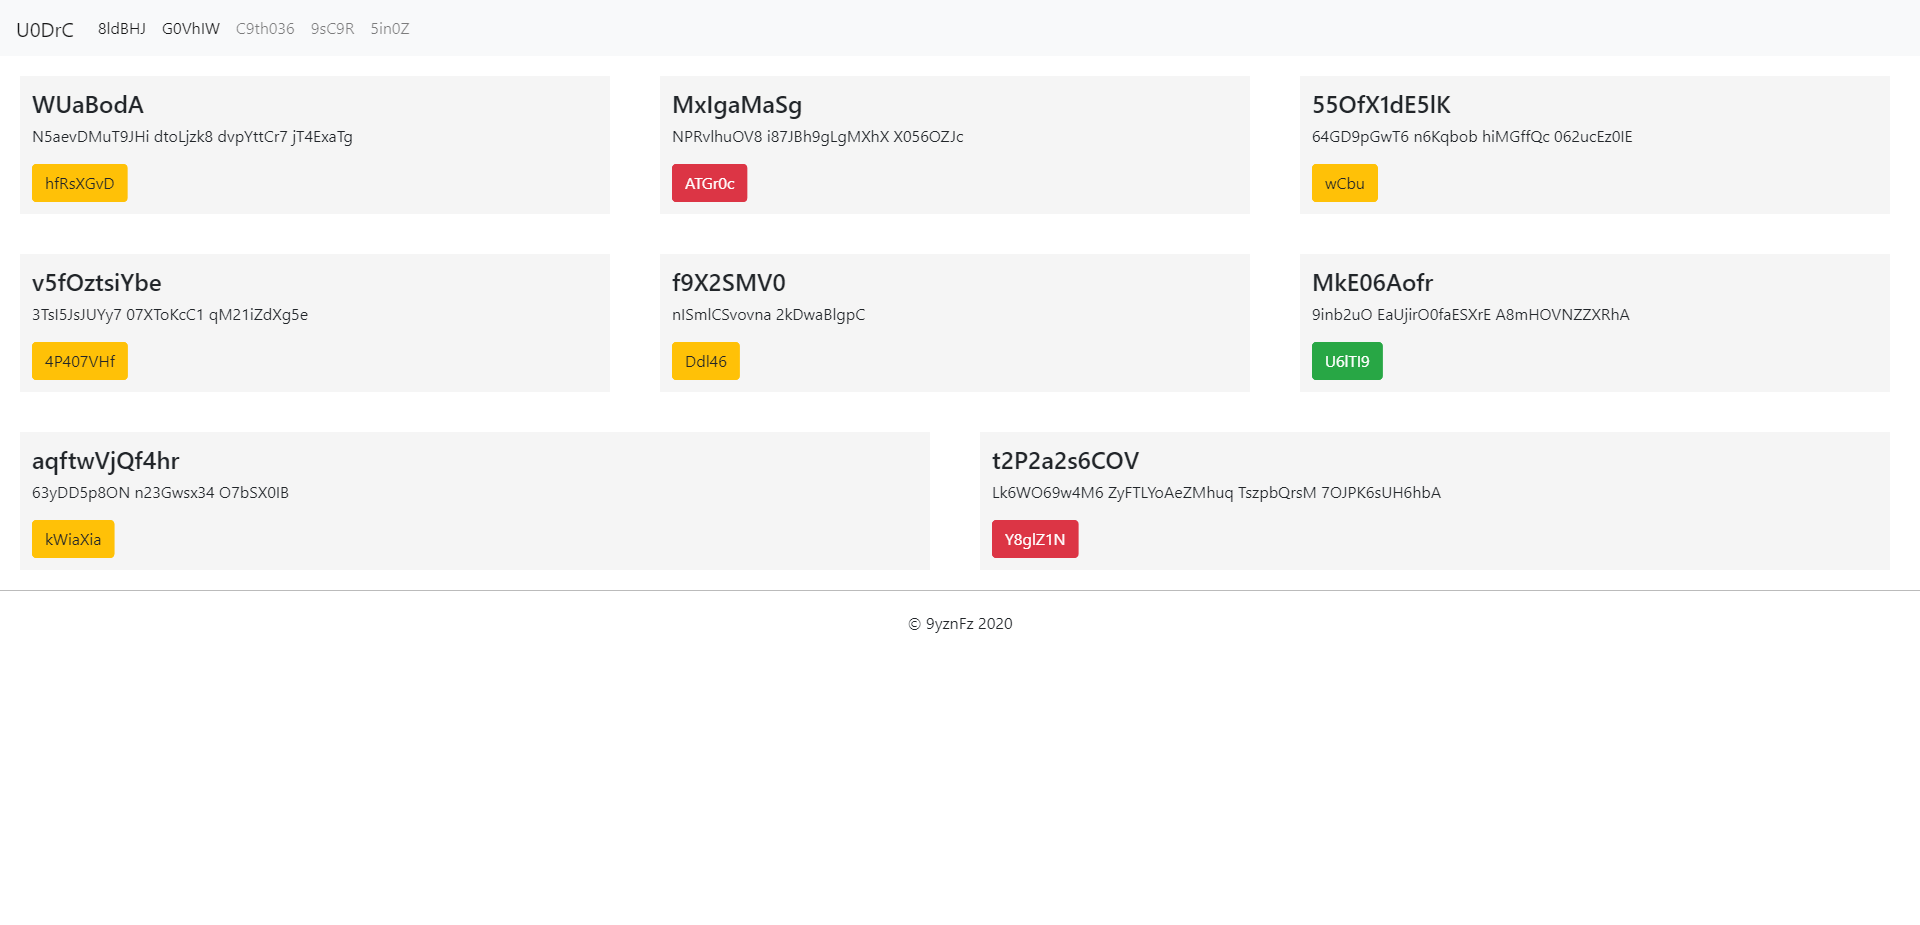 U0DrC 8ldBHJ G0VhIW C9th036 9sC9R 5in0Z
WUaBodA
N5aevDMuT9JHi dtoLjzk8 dvpYttCr7 jT4ExaTg
hfRsXGvD
MxIgaMaSg
NPRvlhuOV8 i87JBh9gLgMXhX X056OZJc
ATGr0c
55OfX1dE5lK
64GD9pGwT6 n6Kqbob hiMGffQc 062ucEz0IE
wCbu
v5fOztsiYbe
3TsI5JsJUYy7 07XToKcC1 qM21iZdXg5e
4P407VHf
f9X2SMV0
nISmlCSvovna 2kDwaBlgpC
Ddl46
MkE06Aofr
9inb2uO EaUjirO0faESXrE A8mHOVNZZXRhA
U6lTI9
aqftwVjQf4hr
63yDD5p8ON n23Gwsx34 O7bSX0IB
kWiaXia
t2P2a2s6COV
Lk6WO69w4M6 ZyFTLYoAeZMhuq TszpbQrsM 7OJPK6sUH6hbA
Y8glZ1N
© 9yznFz 2020